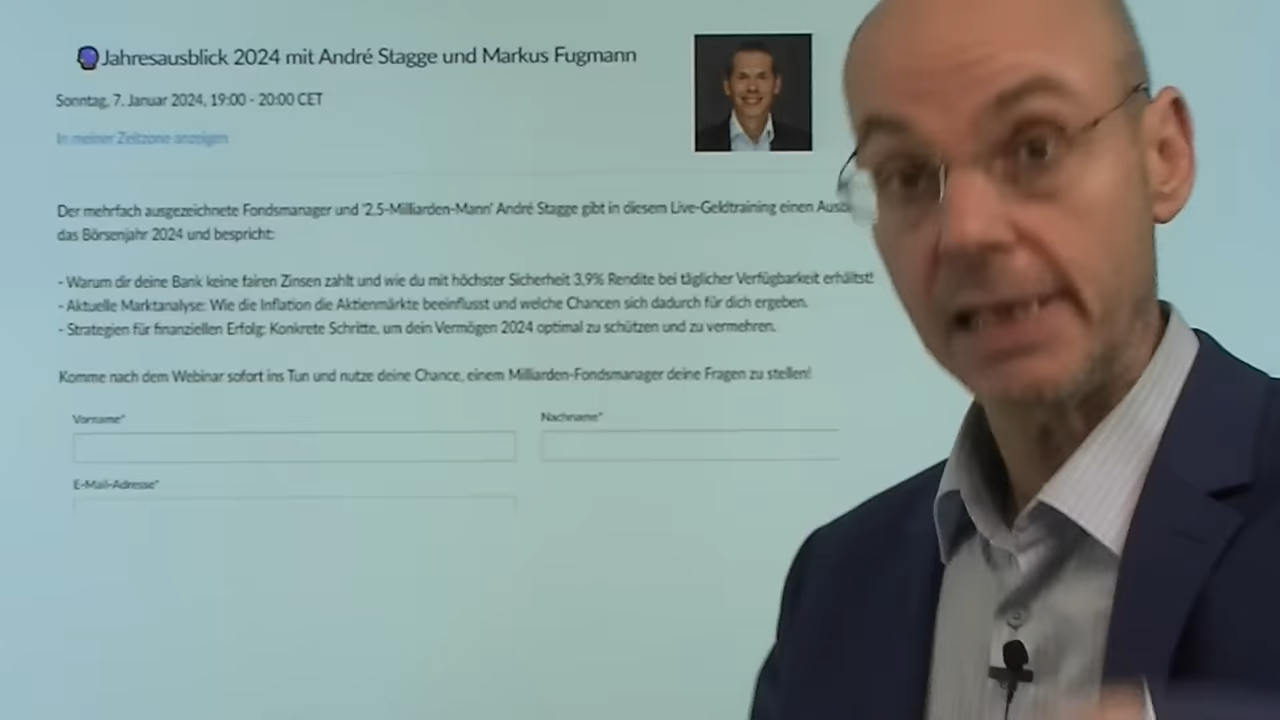 Jahresausblick 2024 mit André Stagge und Markus Fugmann
Sonntag, 7. Januar 2024, 19:00 - 20:00 CET
In meiner Zeitzone anzeigen
Der mehrfach ausgezeichnete Fondsmanager und '2,5-Milliarden-Mann' André Stagge gibt in diesem Live-Geldtraining einen
das Börsenjahr 2024 und bespricht:
- Warum dir deine Bank keine fairen Zinsen zahlt und wie du mit höchster Sicherheit 3,9% Rendite bei täglicher Verfügbarkeit erhältst!
- Aktuelle Marktanalyse: Wie die Inflation die Aktienmärkte beeinflusst und welche Chancen sich dadurch für dich ergeben.
- Strategien für finanziellen Erfolg: Konkrete Schritte, um dein Vermögen 2024 optimal zu schützen und zu vermehren.
Komme nach dem Webinar sofort ins Tun und nutze deine Chance, einem Milliarden-Fondsmanager deine Fragen zu stellen!
Vorname* Nachname*
E-Mail-Adresse*